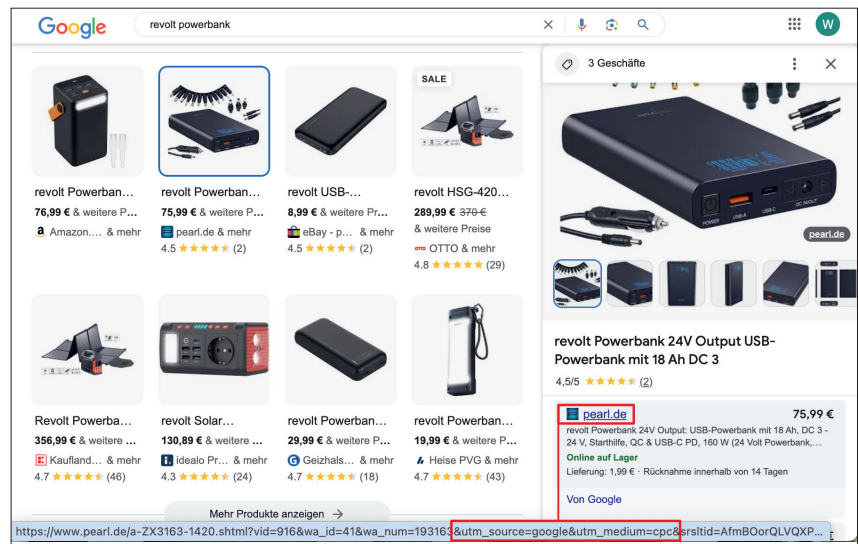 Google
revolt powerbank
W
3 Geschäfte
SALE
revolt Powerban...
76,99 € & weitere P...
Amazon.... & mehr
revolt Powerban...
75,99 € & weitere P...
pearl.de & mehr
4.5 ★★★★★ (2)
revolt USB-...
8,99 € & weitere Pr...
eBay - p... & mehr
4.5 ★★★★★ (2)
revolt HSG-420...
289,99 € 370 €
& weitere Preise
OTTO & mehr
4.8 ★★★★★ (29)
Revolt Powerba...
356,99 € & weitere ...
Kaufland... & mehr
4.7 ★★★★★ (46)
revolt Solar...
130,89 € & weitere ...
idealo Pr... & mehr
4.3 ★★★★★ (24)
revolt Powerban...
29,99 € & weitere P...
Geizhals... & mehr
4.7 ★★★★★ (18)
revolt Powerban...
19,99 € & weitere P...
Heise PVG & mehr
4.7 ★★★★★ (43)
Mehr Produkte anzeigen →
POWER
USB-A
USB-C
DC IN/OUT
pearl.de
revolt Powerbank 24V Output USB-
Powerbank mit 18 Ah DC 3
4,5/5 ★★★★★ (2)
pearl.de 75,99 €
revolt Powerbank 24V Output: USB-Powerbank mit 18 Ah, DC 3 -
24 V, Starthilfe, QC & USB-C PD, 160 W (24 Volt Powerbank,...
Online auf Lager
Lieferung: 1,99 € · Rücknahme innerhalb von 14 Tagen
Von Google
https://www.pearl.de/a-ZX3163-1420.shtml?vid=916&wa_id=41&wa_num=193163&utm_source=google&utm_medium=cpc&srsltid=AfmBOorQLVQXP...